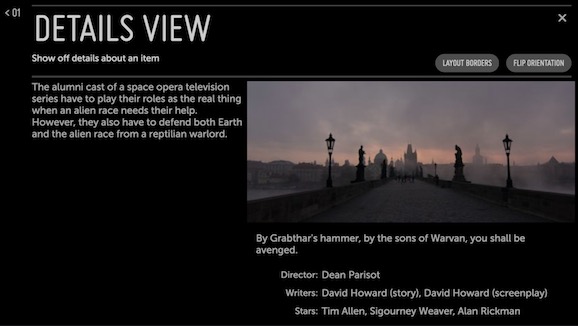 < 01
DETAILS VIEW
×
Show off details about an item
LAYOUT BORDERS
FLIP ORIENTATION
The alumni cast of a space opera television
series have to play their roles as the real thing
when an alien race needs their help.
However, they also have to defend both Earth
and the alien race from a reptilian warlord.
By Grabthar's hammer, by the sons of Warvan, you shall be
avenged.
Director: Dean Parisot
Writers: David Howard (story), David Howard (screenplay)
Stars: Tim Allen, Sigourney Weaver, Alan Rickman